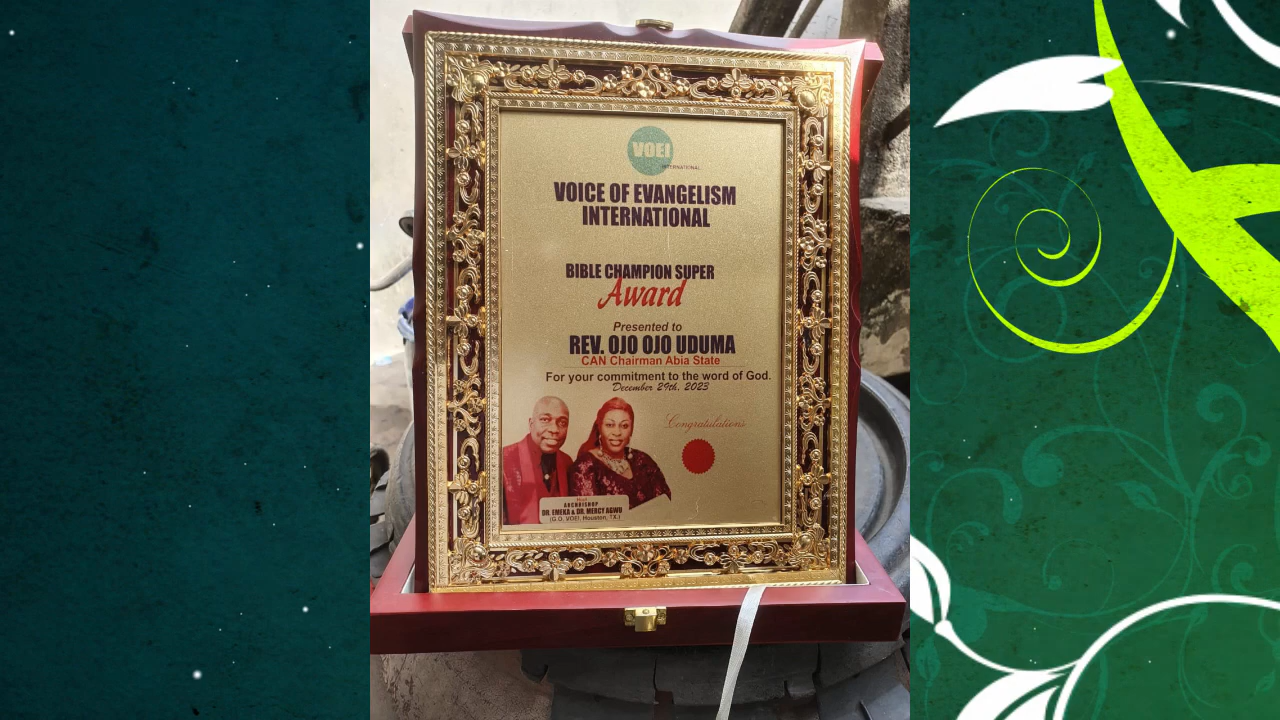 VOEI
INTERNATIONAL
VOICE OF EVANGELISM
INTERNATIONAL
BIBLE CHAMPION SUPER
Award
Presented to
REV. OJO OJO UDUMA
CAN Chairman Abia State
For your commitment to the word of God.
December 29th, 2023
Congratulations
ARCHBISHOP
DR. EMEKA & DR. MERCY AGWU
(G.O. VOEI, Houston, TX.)